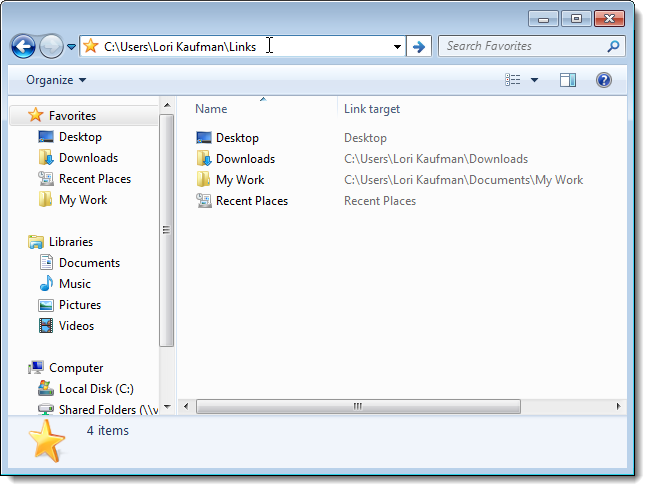 C:\Users\Lori Kaufman\Links
Search Favorites
Organize
Favorites
Desktop
Downloads
Recent Places
My Work
Libraries
Documents
Music
Pictures
Videos
Computer
Local Disk (C:)
Shared Folders (\\v
Name Link target
Desktop Desktop
Downloads C:\Users\Lori Kaufman\Downloads
My Work C:\Users\Lori Kaufman\Documents\My Work
Recent Places Recent Places
4 items